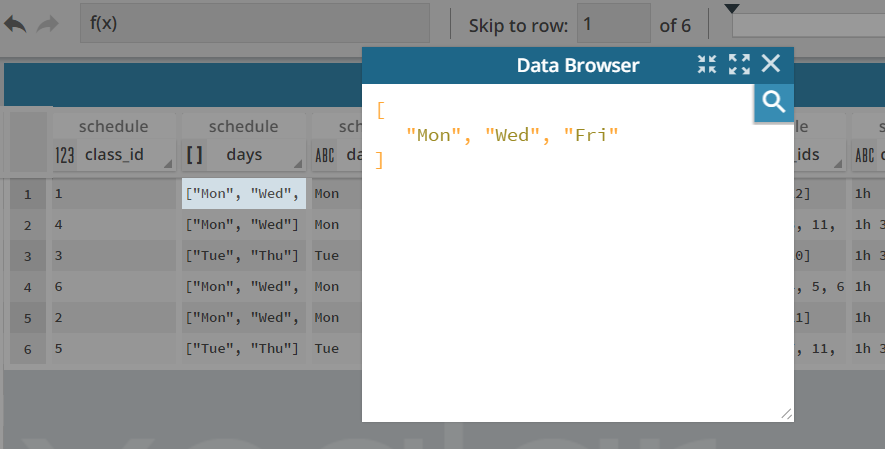 f(x)
Skip to row: 1 of 6
Data Browser
[
"Mon", "Wed", "Fri"
]
schedule schedule
123 class_id [ ] days ABC _ids ABC
1 1 ["Mon", "Wed", Mon 2] 1h
2 4 ["Mon", "Wed"] Mon , 11, 1h 3
3 3 ["Tue", "Thu"] Tue 0] 1h 3
4 6 ["Mon", "Wed", Mon , 5, 6 1h
5 2 ["Mon", "Wed", Mon 1] 1h
6 5 ["Tue", "Thu"] Tue , 11, 1h 3